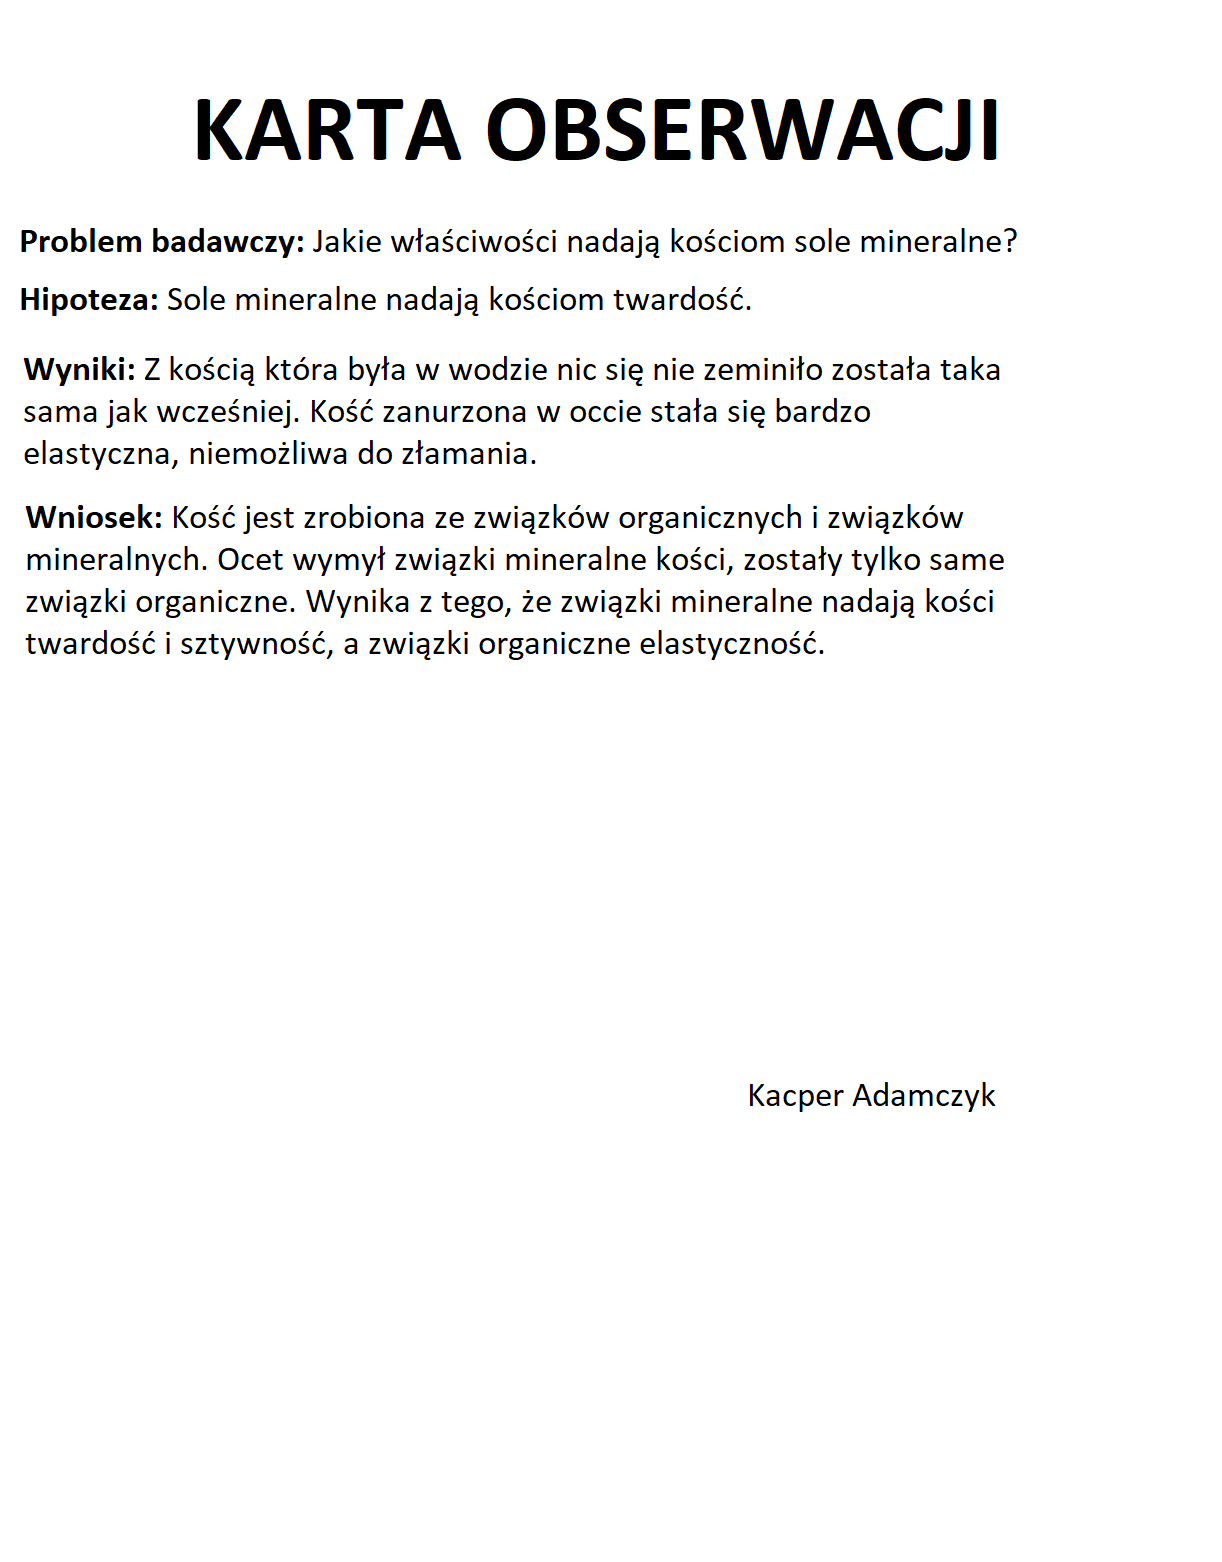 KARTA OBSERWACJI
Problem badawczy: Jakie właściwości nadają kościom sole mineralne?
Hipoteza: Sole mineralne nadają kościom twardość.
Wyniki: Z kością która była w wodzie nic się nie zeminiło została taka
sama jak wcześniej. Kość zanurzona w occie stała się bardzo
elastyczna, niemożliwa do złamania.
Wniosek: Kość jest zrobiona ze związków organicznych i związków
mineralnych. Ocet wymył związki mineralne kości, zostały tylko same
związki organiczne. Wynika z tego, że związki mineralne nadają kości
twardość i sztywność, a związki organiczne elastyczność.
Kacper Adamczyk